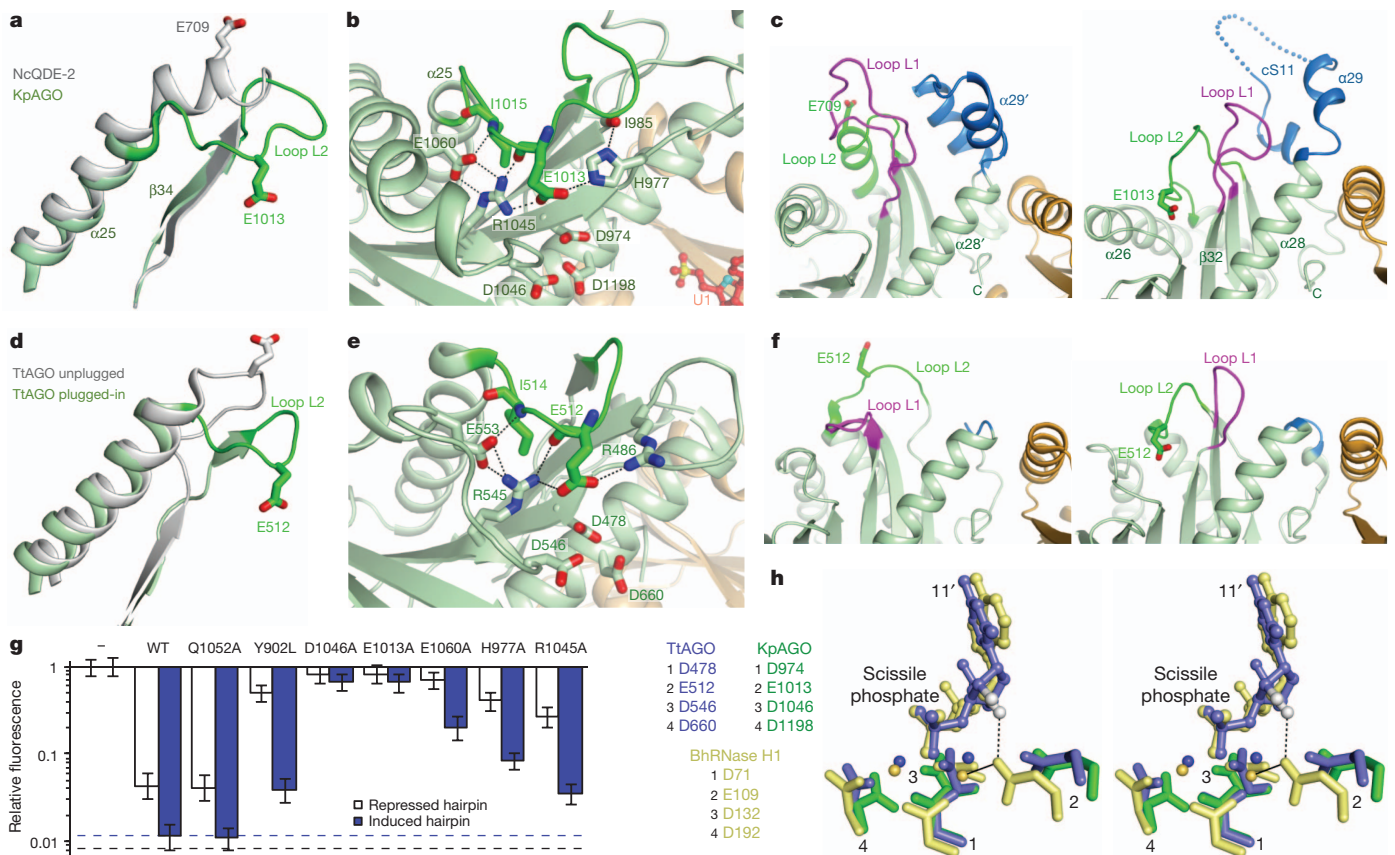 a
E709
NcQDE-2
KpAGO
Loop L2
β34
E1013
α25
b
α25
I1015
I985
E1060
E1013
H977
R1045
D974
D1046
D1198
U1
c
Loop L1
α29′
E709
Loop L2
α28′
C
cS11
α29
Loop L1
Loop L2
E1013
α26
β32
α28
C
d
TtAGO unplugged
TtAGO plugged-in
Loop L2
E512
e
I514
E512
E553
R486
R545
D478
D546
D660
f
E512
Loop L2
Loop L1
Loop L1
Loop L2
E512
g
– WT Q1052A Y902L D1046A E1013A E1060A H977A R1045A
Relative fluorescence
1
0.1
0.01
Repressed hairpin
Induced hairpin
TtAGO
1 D478
2 E512
3 D546
4 D660
KpAGO
1 D974
2 E1013
3 D1046
4 D1198
BhRNase H1
1 D71
2 E109
3 D132
4 D192
h
11′
Scissile
phosphate
3
2
4
1
11′
Scissile
phosphate
3
2
4
1